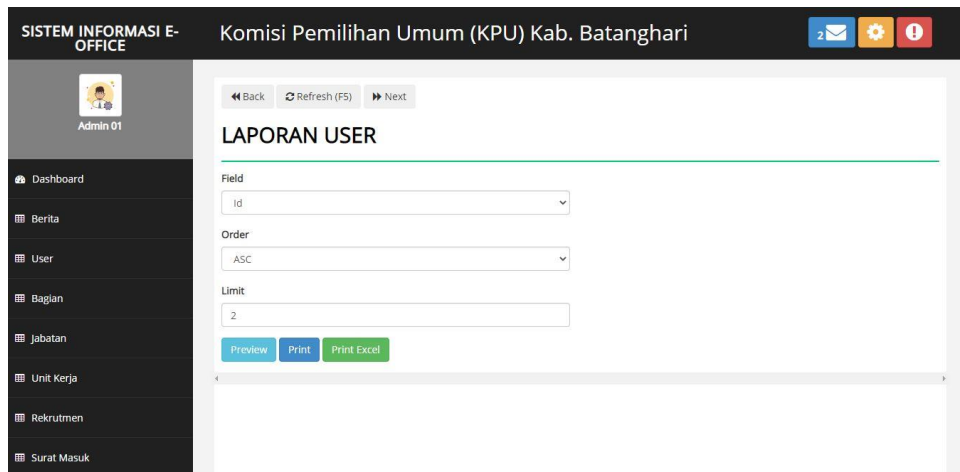 SISTEM INFORMASI E-
OFFICE
Komisi Pemilihan Umum (KPU) Kab. Batanghari
2
Admin 01
Back Refresh (F5) Next
LAPORAN USER
Dashboard
Berita
User
Bagian
Jabatan
Unit Kerja
Rekrutmen
Surat Masuk
Field
Id
Order
ASC
Limit
2
Preview Print Print Excel